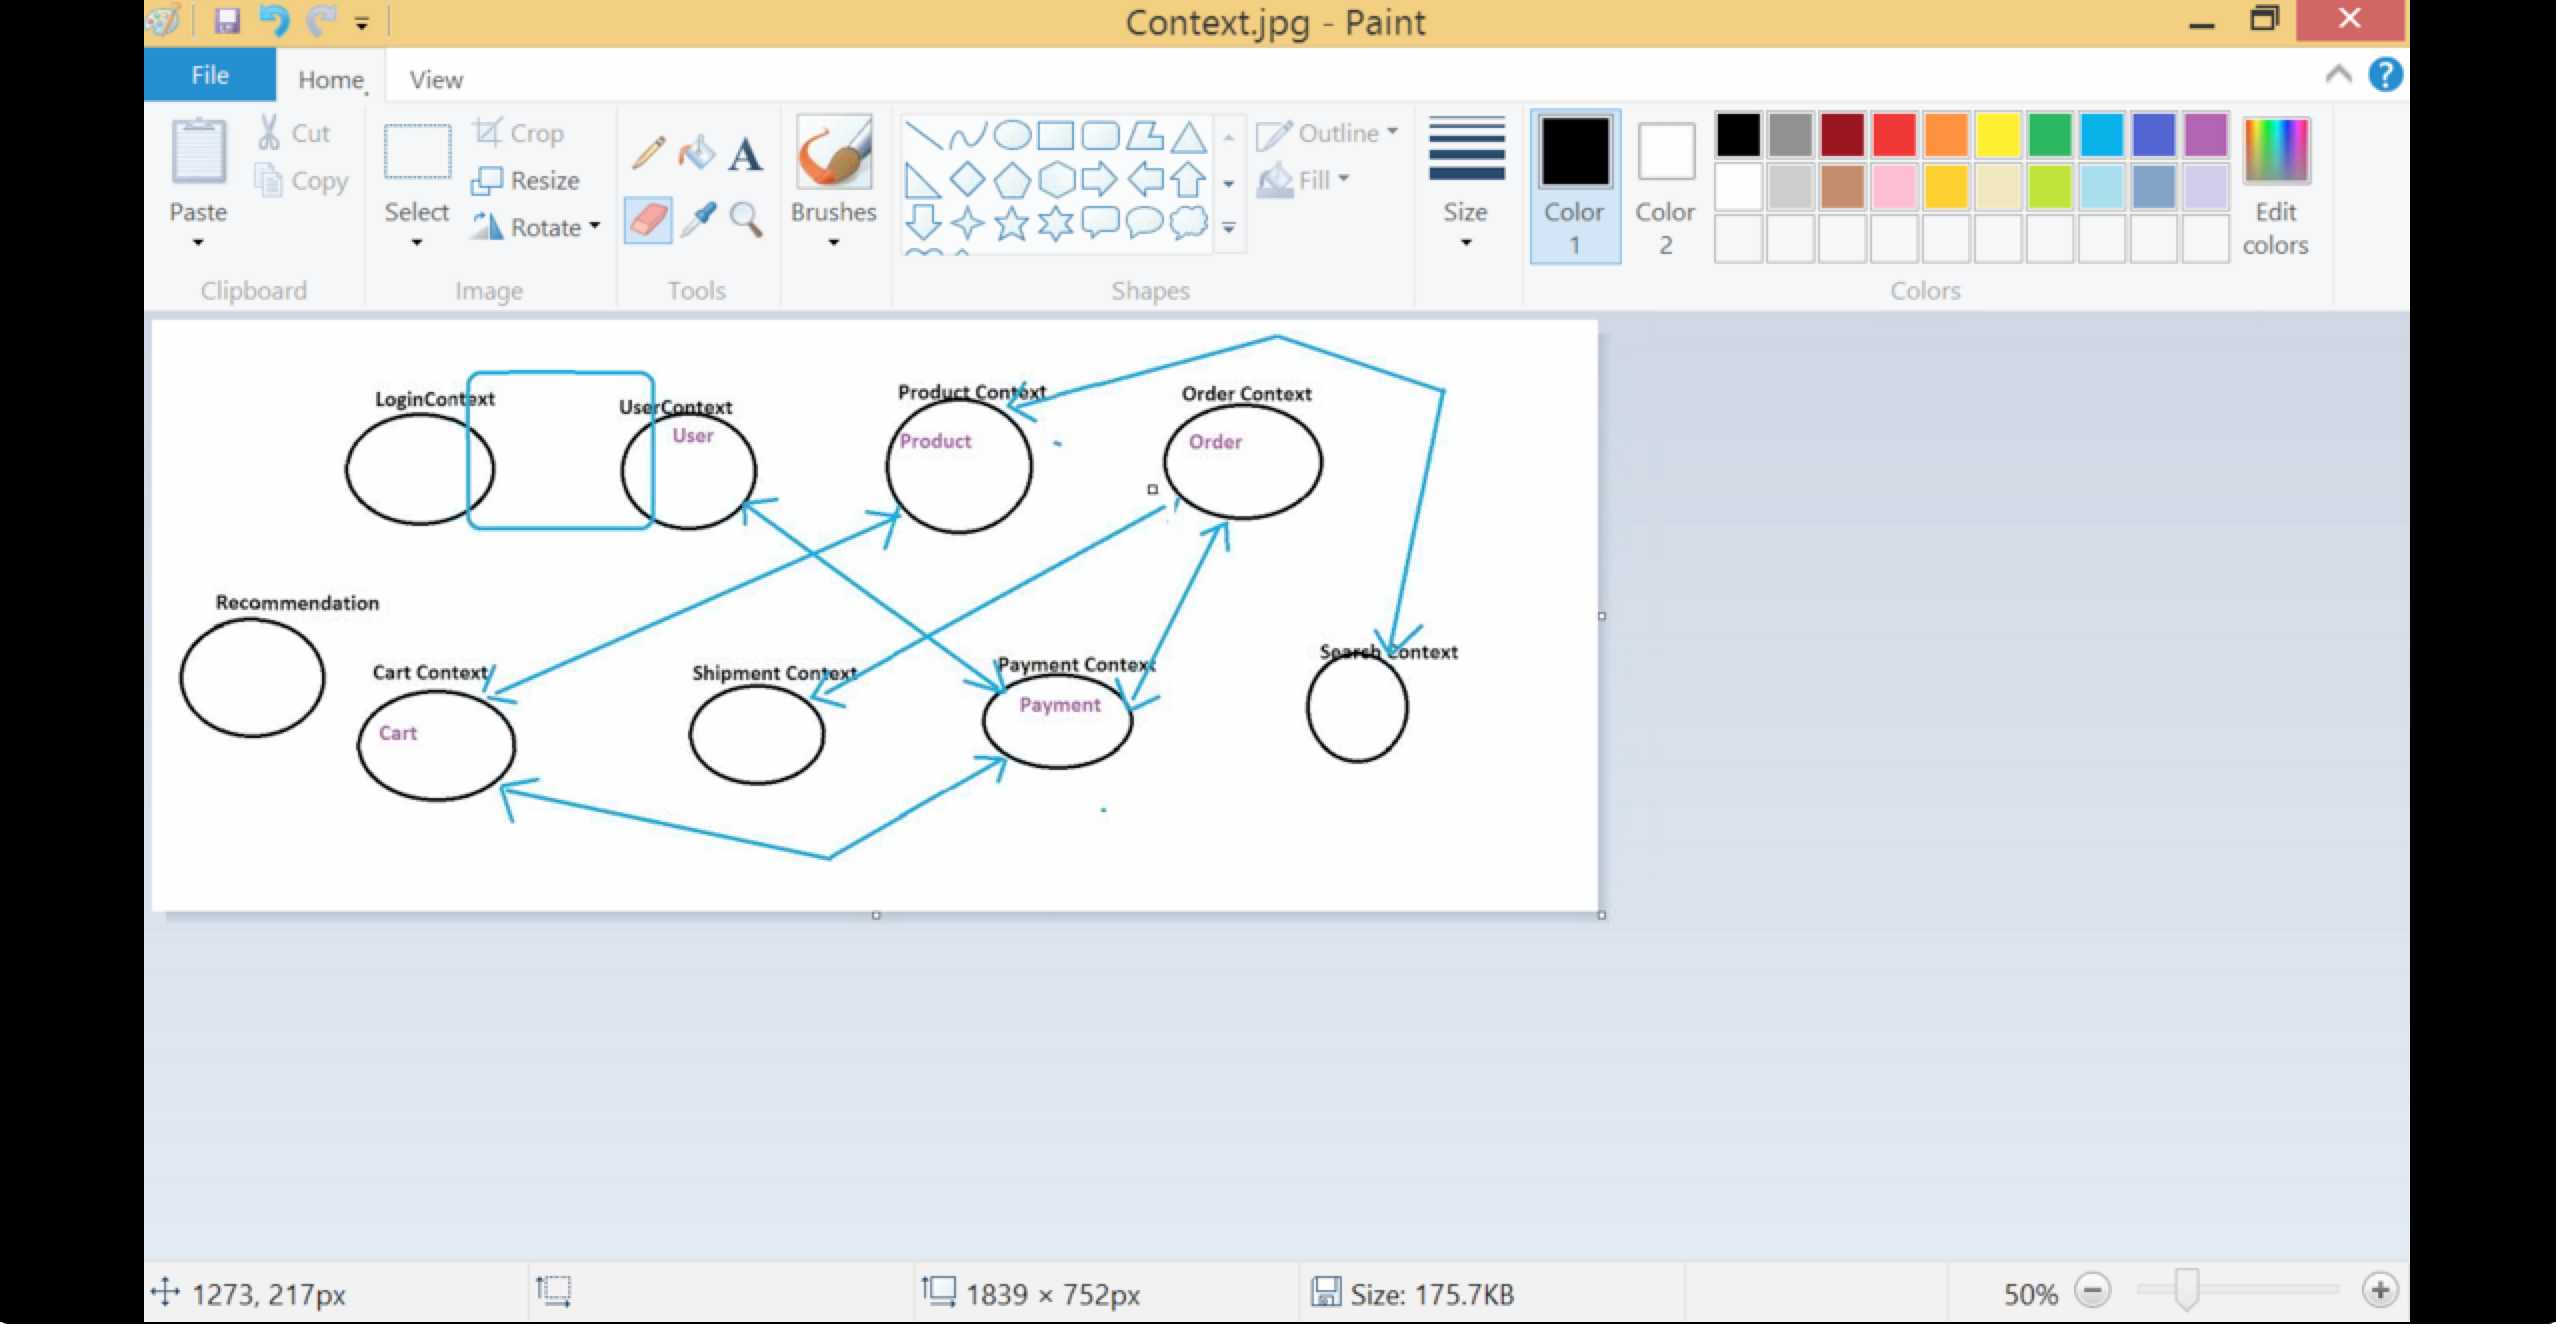 Context.jpg - Paint
File
Home
View
Paste
Cut
Copy
Clipboard
Select
Crop
Resize
Rotate
Image
A
Tools
Brushes
Outline
Fill
Shapes
Size
Color
1
Color
2
Edit
colors
Colors
?
LoginContext
UserContext
User
Product Context
Product
Order Context
Order
Recommendation
Cart Context
Cart
Shipment Context
Payment Context
Payment
Search Context
1273, 217px
1839 × 752px
Size: 175.7KB
50%